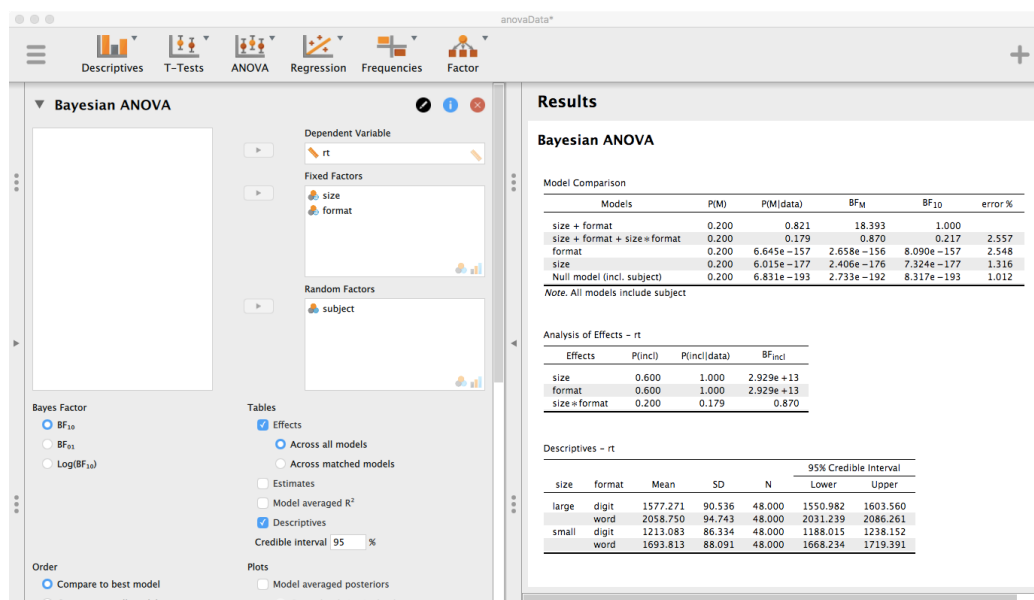 anovaData*
Descriptives T-Tests ANOVA Regression Frequencies Factor
Bayesian ANOVA
Dependent Variable
rt
Fixed Factors
size
format
Random Factors
subject
Bayes Factor
BF₁₀
BF₀₁
Log(BF₁₀)
Tables
Effects
Across all models
Across matched models
Estimates
Model averaged R²
Descriptives
Credible interval 95 %
Order
Compare to best model
Plots
Model averaged posteriors
Results
Bayesian ANOVA
Model Comparison
Models P(M) P(M|data) BF_M BF₁₀ error %
size + format 0.200 0.821 18.393 1.000
size + format + size∗format 0.200 0.179 0.870 0.217 2.557
format 0.200 6.645e −157 2.658e −156 8.090e −157 2.548
size 0.200 6.015e −177 2.406e −176 7.324e −177 1.316
Null model (incl. subject) 0.200 6.831e −193 2.733e −192 8.317e −193 1.012
Note. All models include subject
Analysis of Effects – rt
Effects P(incl) P(incl|data) BF_incl
size 0.600 1.000 2.929e +13
format 0.600 1.000 2.929e +13
size∗format 0.200 0.179 0.870
Descriptives – rt
95% Credible Interval
size format Mean SD N Lower Upper
large digit 1577.271 90.536 48.000 1550.982 1603.560
word 2058.750 94.743 48.000 2031.239 2086.261
small digit 1213.083 86.334 48.000 1188.015 1238.152
word 1693.813 88.091 48.000 1668.234 1719.391